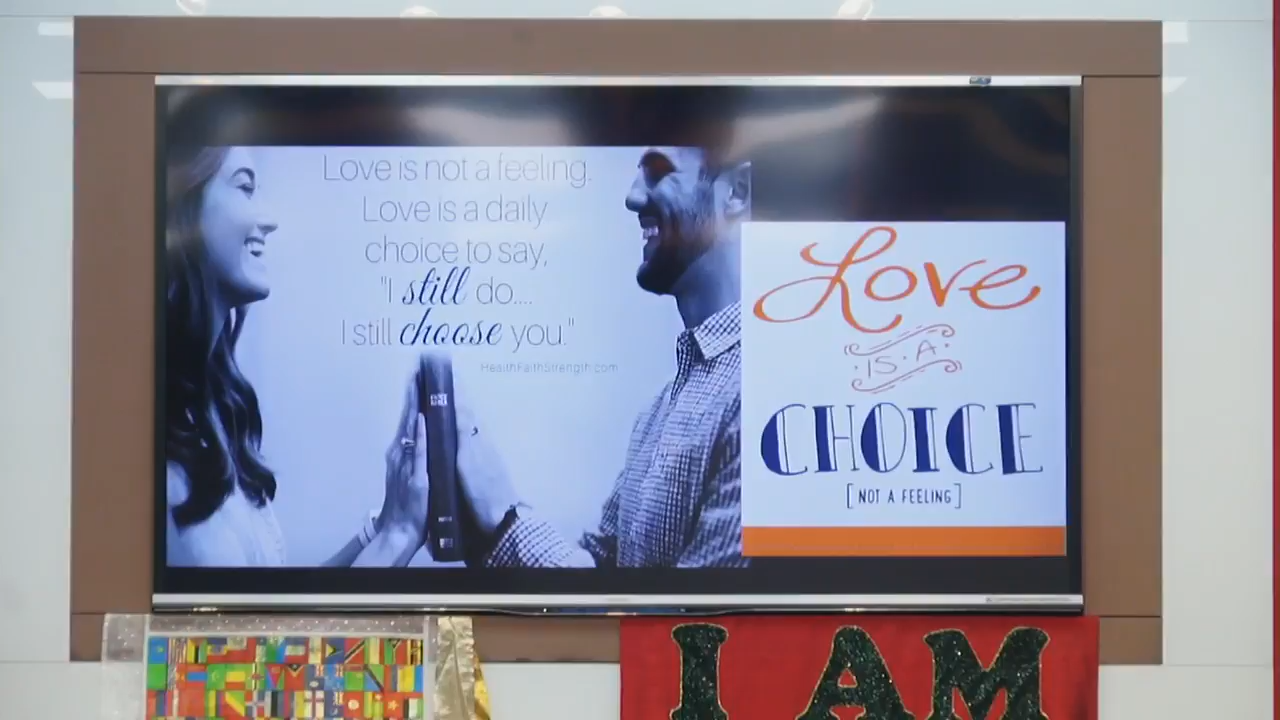 Love is not a feeling.
Love is a daily
choice to say,
"I still do....
I still choose you."
HealthFaithStrength.com
Love
IS A
CHOICE
[NOT A FEELING]
I AM